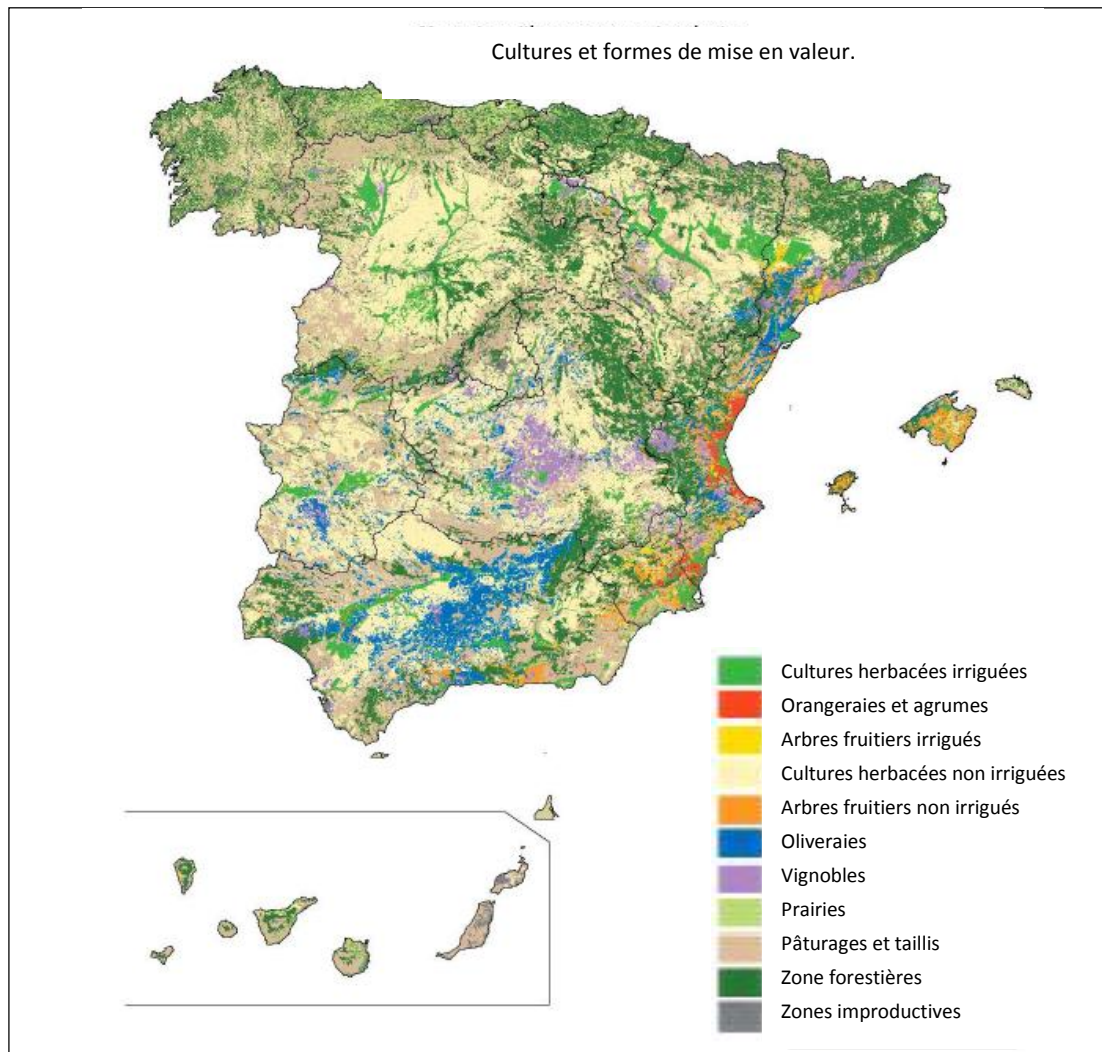 Cultures et formes de mise en valeur.
Cultures herbacées irriguées
Orangeraies et agrumes
Arbres fruitiers irrigués
Cultures herbacées non irriguées
Arbres fruitiers non irrigués
Oliveraies
Vignobles
Prairies
Pâturages et taillis
Zone forestières
Zones improductives